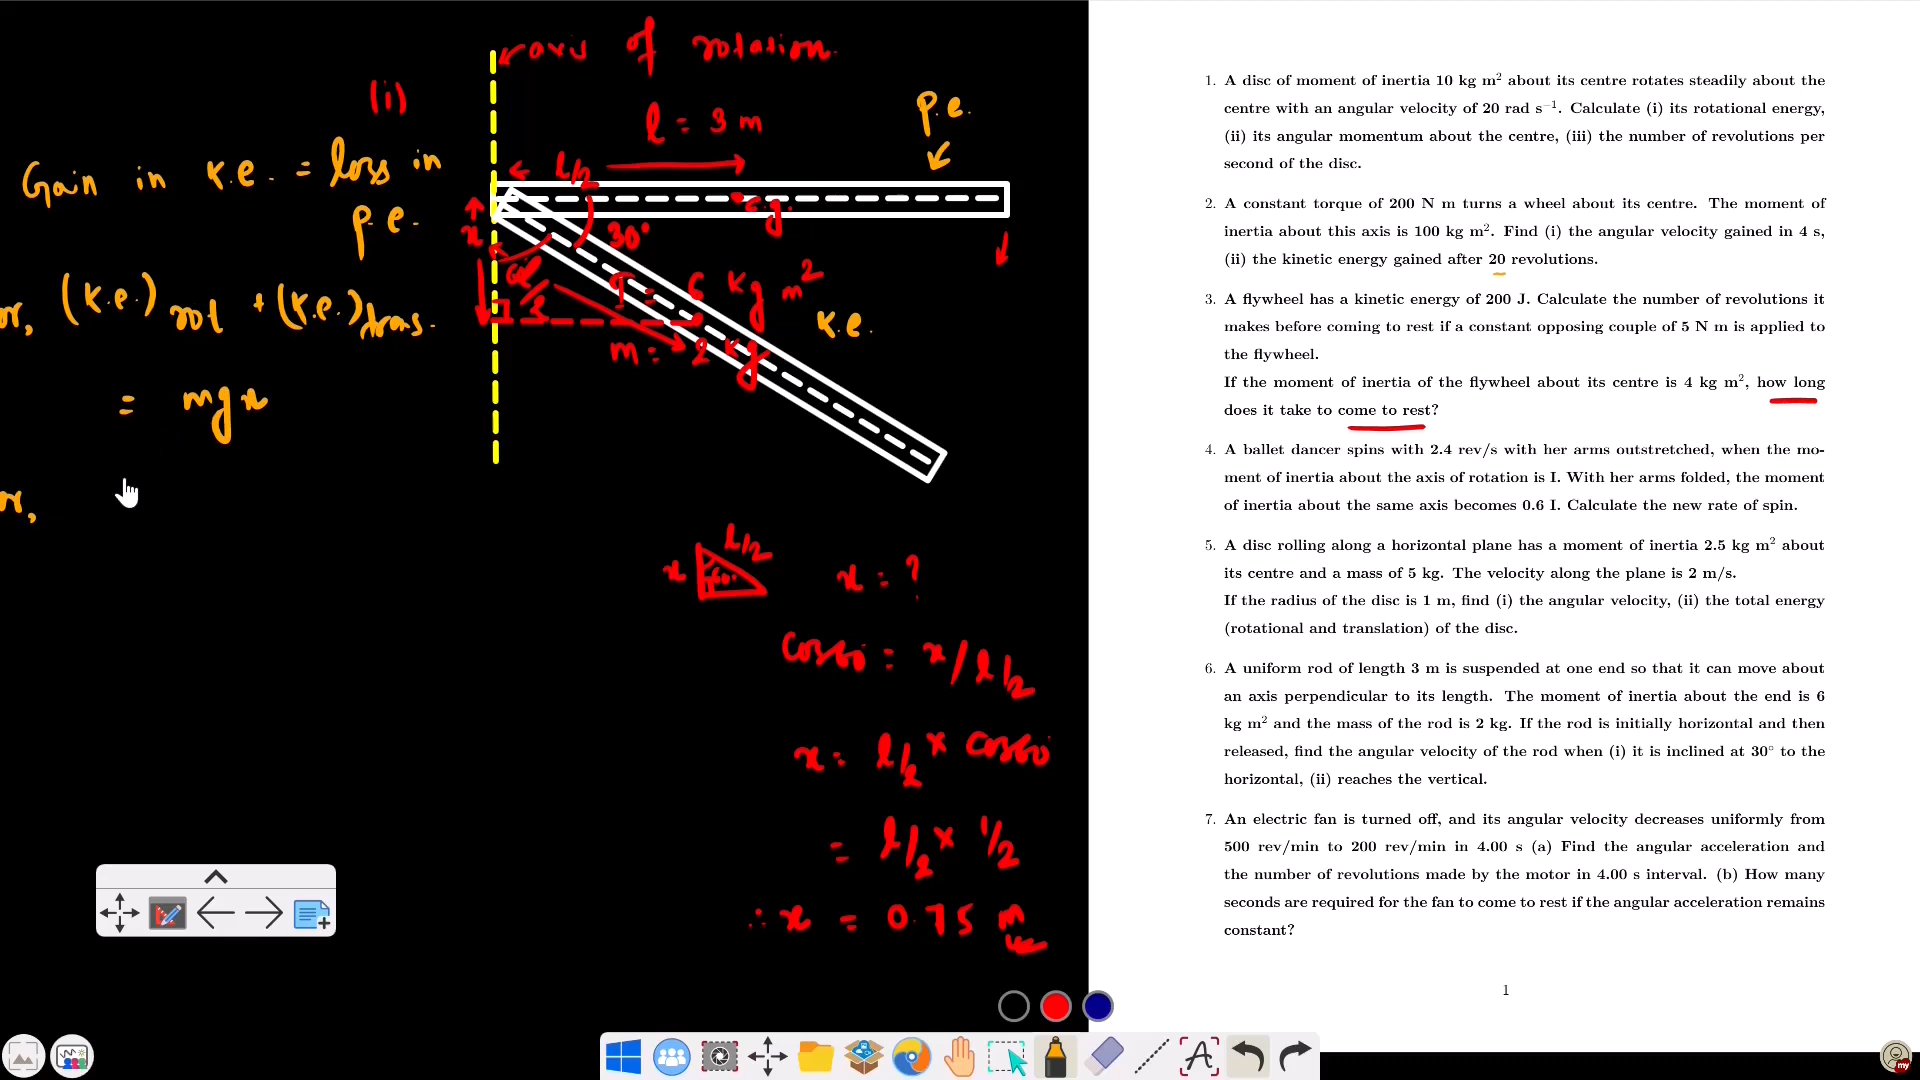 axis of rotation.
(i)
l = 3 m
p.e.
Gain in k.e. = loss in
p.e.
l/2
c.g.
x
30°
I = 6 kg m²
or, (k.e.)rot + (k.e.)trans.
k.e.
m = 2 kg
= mgx
or,
l/2
x
60°
x = ?
cos60 = x/l/2
x = l/2 × cos60
= l/2 × 1/2
∴ x = 0.75 m
1. A disc of moment of inertia 10 kg m² about its centre rotates steadily about the
centre with an angular velocity of 20 rad s⁻¹. Calculate (i) its rotational energy,
(ii) its angular momentum about the centre, (iii) the number of revolutions per
second of the disc.
2. A constant torque of 200 N m turns a wheel about its centre. The moment of
inertia about this axis is 100 kg m². Find (i) the angular velocity gained in 4 s,
(ii) the kinetic energy gained after 20 revolutions.
3. A flywheel has a kinetic energy of 200 J. Calculate the number of revolutions it
makes before coming to rest if a constant opposing couple of 5 N m is applied to
the flywheel.
If the moment of inertia of the flywheel about its centre is 4 kg m², how long
does it take to come to rest?
4. A ballet dancer spins with 2.4 rev/s with her arms outstretched, when the mo-
ment of inertia about the axis of rotation is I. With her arms folded, the moment
of inertia about the same axis becomes 0.6 I. Calculate the new rate of spin.
5. A disc rolling along a horizontal plane has a moment of inertia 2.5 kg m² about
its centre and a mass of 5 kg. The velocity along the plane is 2 m/s.
If the radius of the disc is 1 m, find (i) the angular velocity, (ii) the total energy
(rotational and translation) of the disc.
6. A uniform rod of length 3 m is suspended at one end so that it can move about
an axis perpendicular to its length. The moment of inertia about the end is 6
kg m² and the mass of the rod is 2 kg. If the rod is initially horizontal and then
released, find the angular velocity of the rod when (i) it is inclined at 30° to the
horizontal, (ii) reaches the vertical.
7. An electric fan is turned off, and its angular velocity decreases uniformly from
500 rev/min to 200 rev/min in 4.00 s (a) Find the angular acceleration and
the number of revolutions made by the motor in 4.00 s interval. (b) How many
seconds are required for the fan to come to rest if the angular acceleration remains
constant?
1